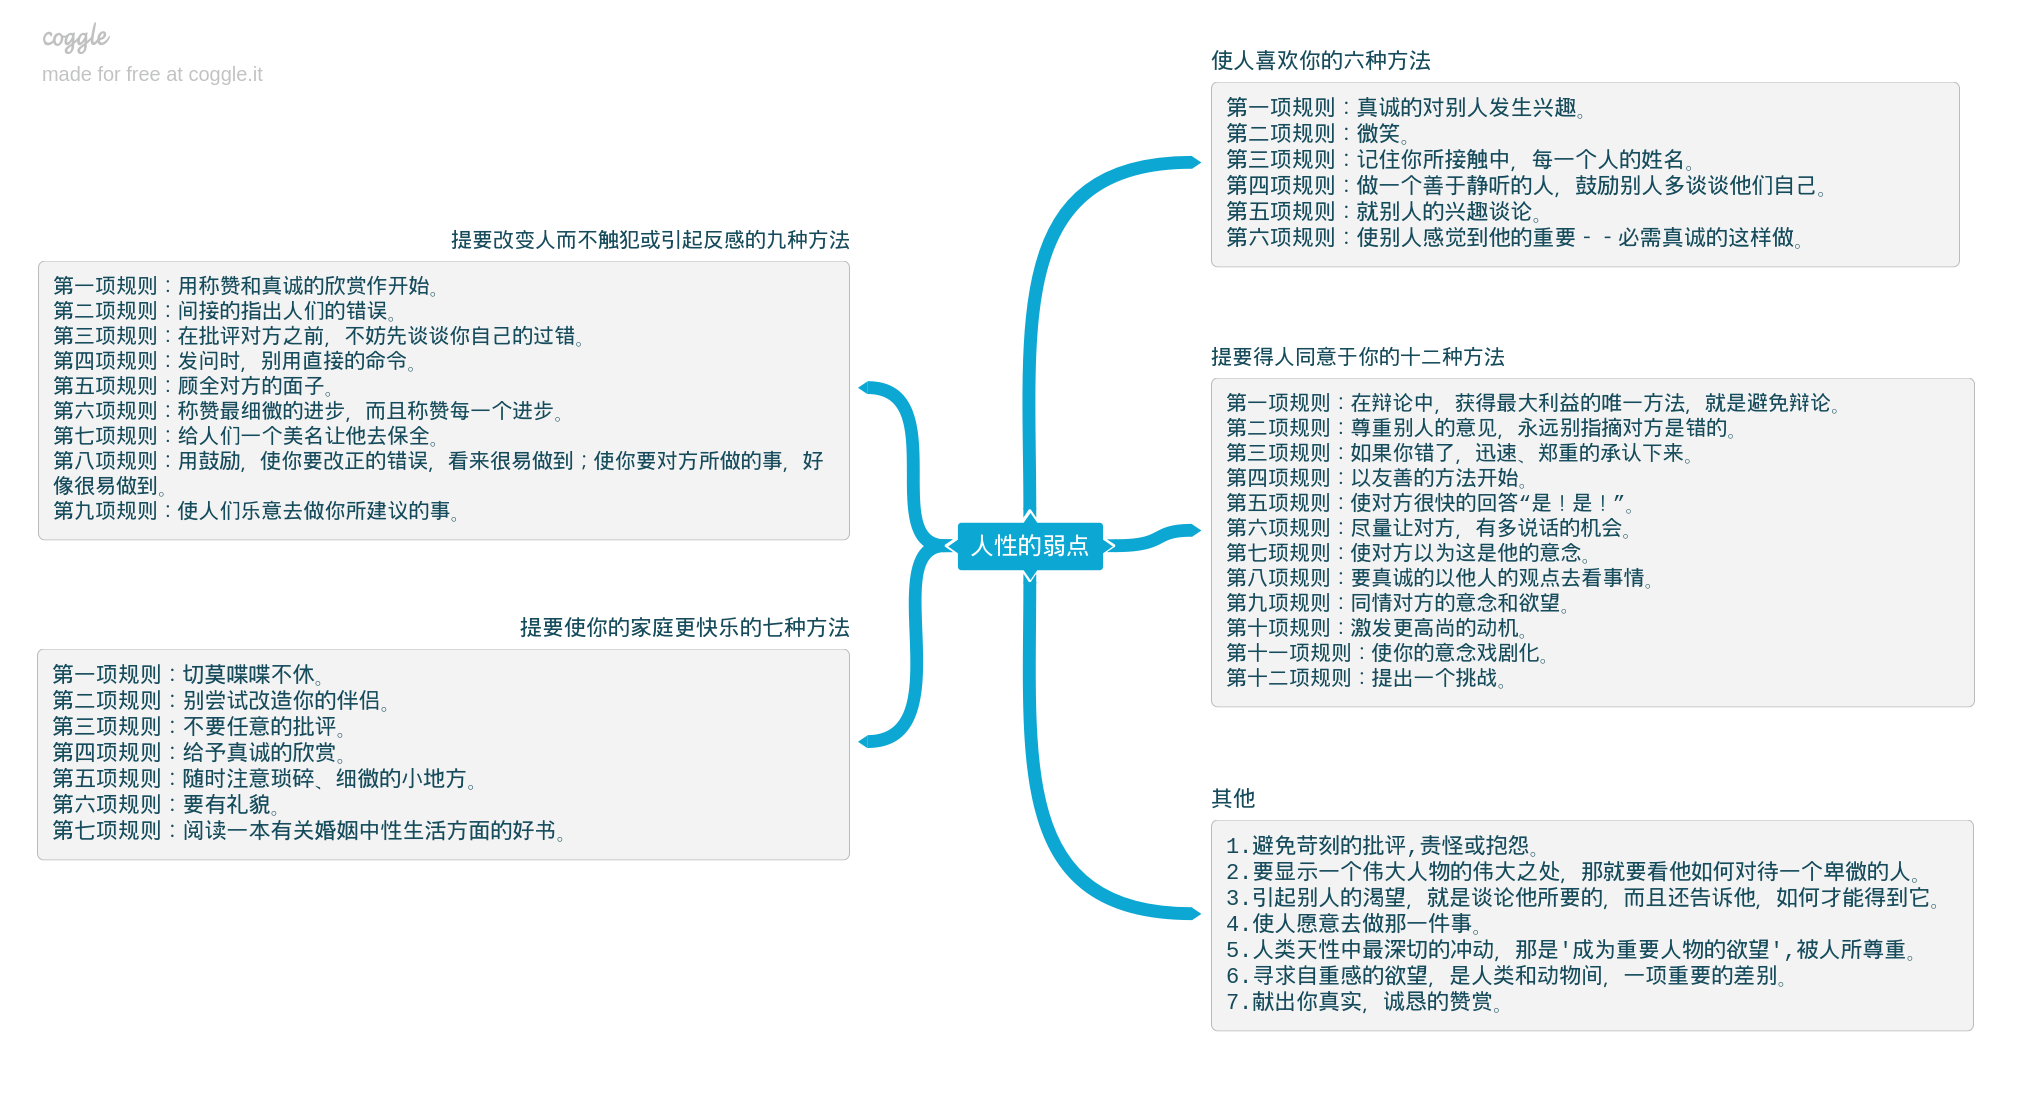 coggle
made for free at coggle.it
使人喜欢你的六种方法
第一项规则：真诚的对别人发生兴趣。
第二项规则：微笑。
第三项规则：记住你所接触中，每一个人的姓名。
第四项规则：做一个善于静听的人，鼓励别人多谈谈他们自己。
第五项规则：就别人的兴趣谈论。
第六项规则：使别人感觉到他的重要－－必需真诚的这样做。
提要改变人而不触犯或引起反感的九种方法
第一项规则：用称赞和真诚的欣赏作开始。
第二项规则：间接的指出人们的错误。
第三项规则：在批评对方之前，不妨先谈谈你自己的过错。
第四项规则：发问时，别用直接的命令。
第五项规则：顾全对方的面子。
第六项规则：称赞最细微的进步，而且称赞每一个进步。
第七项规则：给人们一个美名让他去保全。
第八项规则：用鼓励，使你要改正的错误，看来很易做到；使你要对方所做的事，好
像很易做到。
第九项规则：使人们乐意去做你所建议的事。
提要得人同意于你的十二种方法
第一项规则：在辩论中，获得最大利益的唯一方法，就是避免辩论。
第二项规则：尊重别人的意见，永远别指摘对方是错的。
第三项规则：如果你错了，迅速、郑重的承认下来。
第四项规则：以友善的方法开始。
第五项规则：使对方很快的回答“是！是！”。
第六项规则：尽量让对方，有多说话的机会。
第七项规则：使对方以为这是他的意念。
第八项规则：要真诚的以他人的观点去看事情。
第九项规则：同情对方的意念和欲望。
第十项规则：激发更高尚的动机。
第十一项规则：使你的意念戏剧化。
第十二项规则：提出一个挑战。
人性的弱点
提要使你的家庭更快乐的七种方法
第一项规则：切莫喋喋不休。
第二项规则：别尝试改造你的伴侣。
第三项规则：不要任意的批评。
第四项规则：给予真诚的欣赏。
第五项规则：随时注意琐碎、细微的小地方。
第六项规则：要有礼貌。
第七项规则：阅读一本有关婚姻中性生活方面的好书。
其他
1.避免苛刻的批评,责怪或抱怨。
2.要显示一个伟大人物的伟大之处，那就要看他如何对待一个卑微的人。
3.引起别人的渴望，就是谈论他所要的，而且还告诉他，如何才能得到它。
4.使人愿意去做那一件事。
5.人类天性中最深切的冲动，那是'成为重要人物的欲望',被人所尊重。
6.寻求自重感的欲望，是人类和动物间，一项重要的差别。
7.献出你真实，诚恳的赞赏。